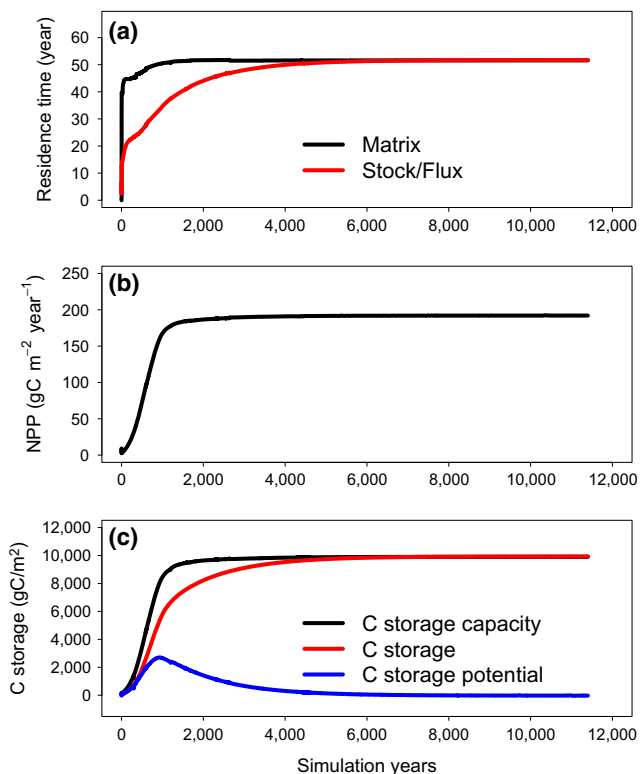 (a)
Residence time (year)
60
50
40
30
20
10
0
Matrix
Stock/Flux
0 2,000 4,000 6,000 8,000 10,000 12,000
(b)
NPP (gC m−2 year−1)
250
200
150
100
50
0
0 2,000 4,000 6,000 8,000 10,000 12,000
(c)
C storage (gC/m2)
12,000
10,000
8,000
6,000
4,000
2,000
0
C storage capacity
C storage
C storage potential
0 2,000 4,000 6,000 8,000 10,000 12,000
Simulation years